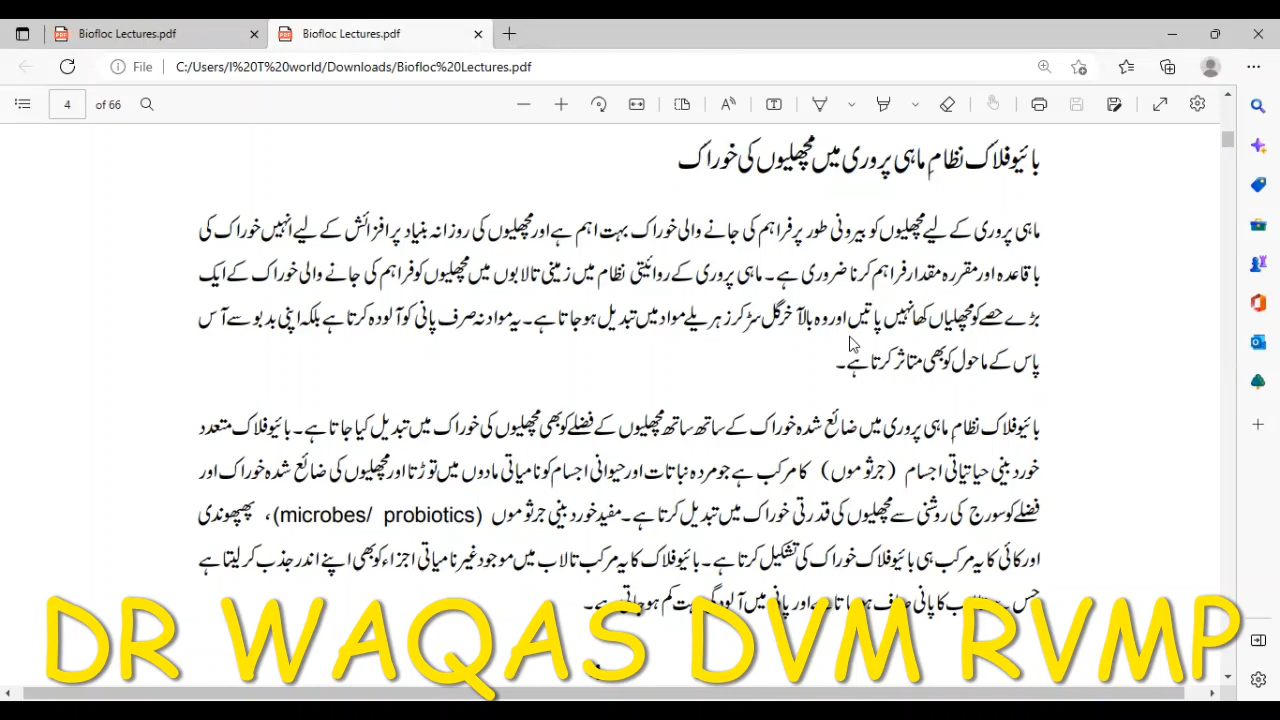 Biofloc Lectures.pdf
Biofloc Lectures.pdf
File
C:/Users/I%20T%20world/Downloads/Biofloc%20Lectures.pdf
4 of 66
بائیوفلاک نظامِ ماہی پروری میں مچھلیوں کی خوراک
ماہی پروری کے لیے مچھلیوں کو بیرونی طور پر فراہم کی جانے والی خوراک بہت اہم ہے اور مچھلیوں کی روزانہ بنیاد پر افزائش کے لیے انہیں خوراک کی
باقاعدہ اور مقررہ مقدار فراہم کرنا ضروری ہے۔ ماہی پروری کے روائیتی نظام میں زمینی تالابوں میں مچھلیوں کو فراہم کی جانے والی خوراک کے ایک
بڑے حصے کو مچھلیاں کھا نہیں پاتیں اور وہ بالآخر گل سڑ کر زہریلے مواد میں تبدیل ہو جاتا ہے۔ یہ مواد نہ صرف پانی کو آلودہ کرتا ہے بلکہ اپنی بدبو سے آس
پاس کے ماحول کو بھی متاثر کرتا ہے۔
بائیوفلاک نظامِ ماہی پروری میں ضائع شدہ خوراک کے ساتھ ساتھ مچھلیوں کے فضلے کو بھی مچھلیوں کی خوراک میں تبدیل کیا جاتا ہے۔ بائیوفلاک متعدد
خوردبینی حیاتیاتی اجسام (جرثوموں) کا مرکب ہے جو مردہ نباتات اور حیوانی اجسام کو نامیاتی مادوں میں توڑتا اور مچھلیوں کی ضائع شدہ خوراک اور
فضلے کو سورج کی روشنی سے مچھلیوں کی قدرتی خوراک میں تبدیل کرتا ہے۔ مفید خوردبینی جرثوموں (microbes/ probiotics)، پھپھوندی
اور کائی کا یہ مرکب ہی بائیوفلاک خوراک کی تشکیل کرتا ہے۔ بائیوفلاک کا یہ مرکب تالاب میں موجود غیر نامیاتی اجزاء کو بھی اپنے اندر جذب کر لیتا ہے
جس کا پانی اور پانی میں کم ہو جاتی ہے۔
DR WAQAS DVM RVMP